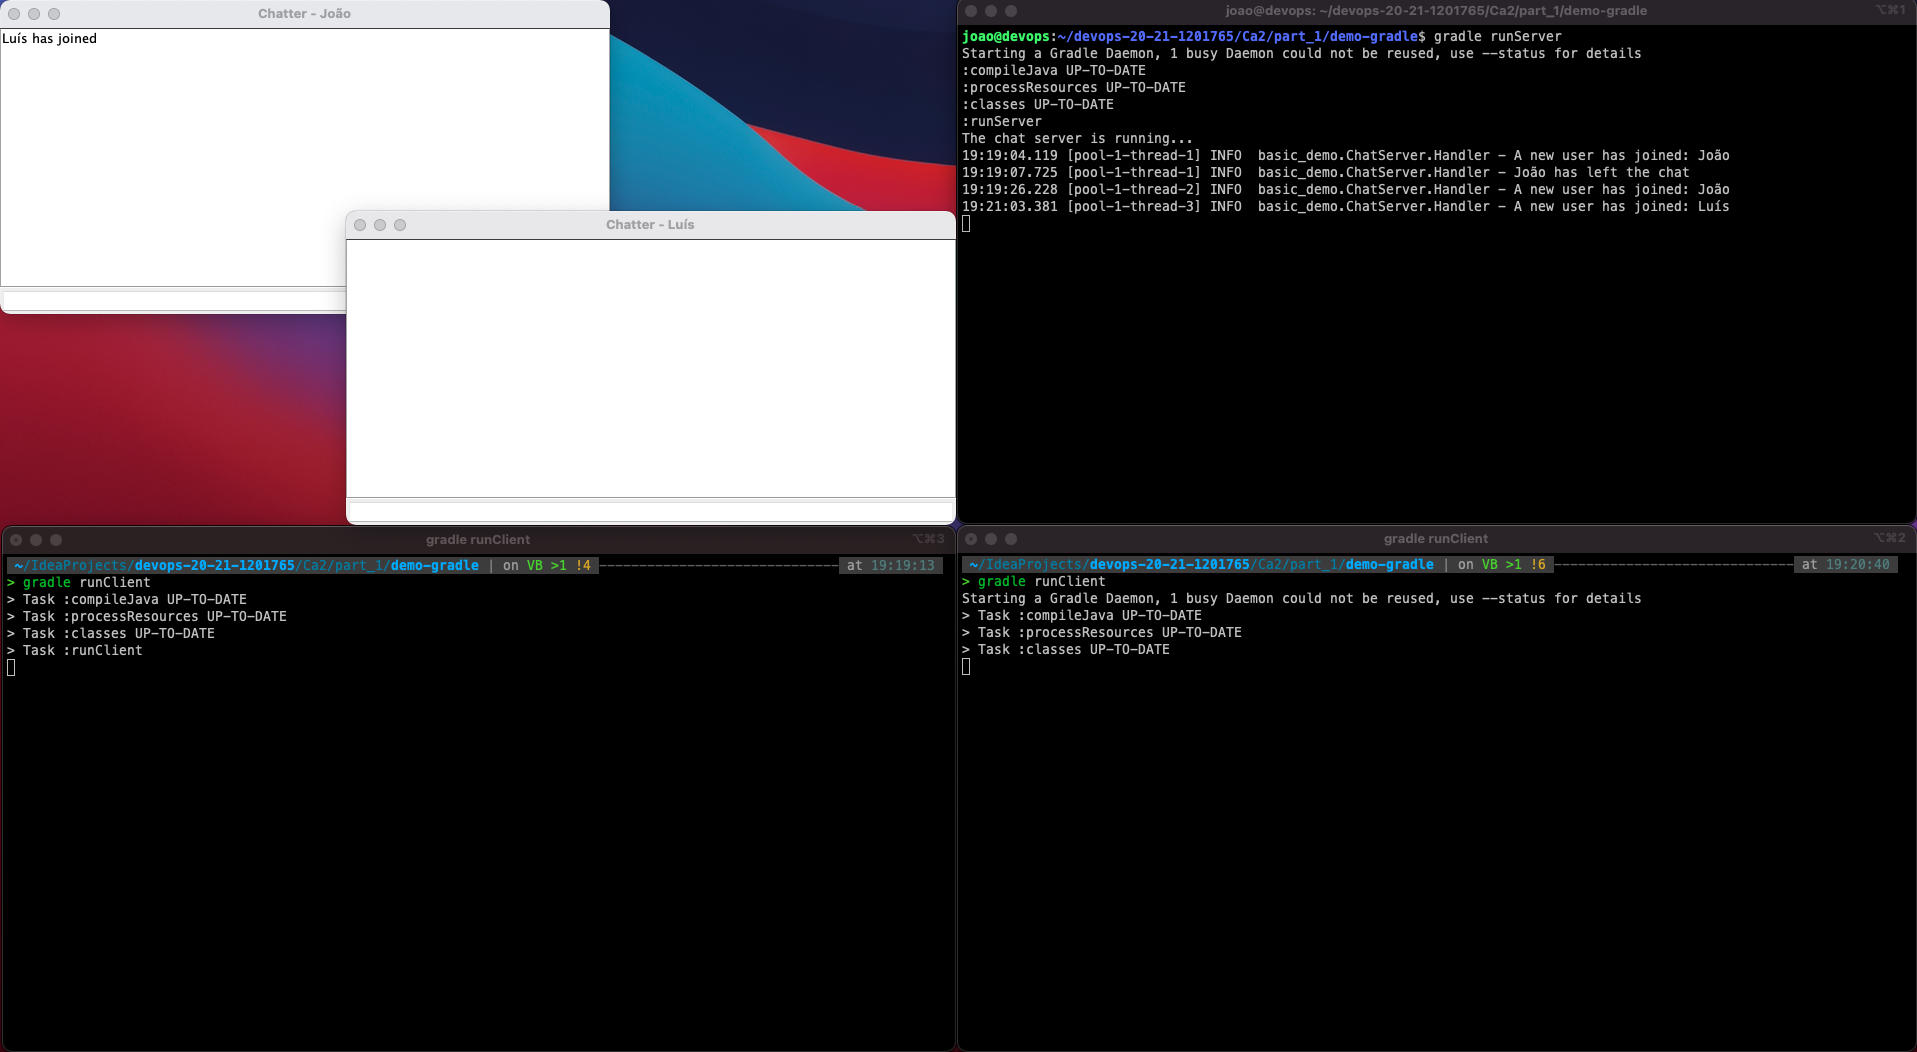 Chatter - João
Luís has joined
Chatter - Luís
joao@devops: ~/devops-20-21-1201765/Ca2/part_1/demo-gradle
⌥⌘1
joao@devops:~/devops-20-21-1201765/Ca2/part_1/demo-gradle$ gradle runServer
Starting a Gradle Daemon, 1 busy Daemon could not be reused, use --status for details
:compileJava UP-TO-DATE
:processResources UP-TO-DATE
:classes UP-TO-DATE
:runServer
The chat server is running...
19:19:04.119 [pool-1-thread-1] INFO  basic_demo.ChatServer.Handler - A new user has joined: João
19:19:07.725 [pool-1-thread-1] INFO  basic_demo.ChatServer.Handler - João has left the chat
19:19:26.228 [pool-1-thread-2] INFO  basic_demo.ChatServer.Handler - A new user has joined: João
19:21:03.381 [pool-1-thread-3] INFO  basic_demo.ChatServer.Handler - A new user has joined: Luís
gradle runClient
⌥⌘3
~/IdeaProjects/devops-20-21-1201765/Ca2/part_1/demo-gradle | on VB >1 !4 ------------------------------ at 19:19:13
> gradle runClient
> Task :compileJava UP-TO-DATE
> Task :processResources UP-TO-DATE
> Task :classes UP-TO-DATE
> Task :runClient
gradle runClient
⌥⌘2
~/IdeaProjects/devops-20-21-1201765/Ca2/part_1/demo-gradle | on VB >1 !6 ------------------------------ at 19:20:40
> gradle runClient
Starting a Gradle Daemon, 1 busy Daemon could not be reused, use --status for details
> Task :compileJava UP-TO-DATE
> Task :processResources UP-TO-DATE
> Task :classes UP-TO-DATE